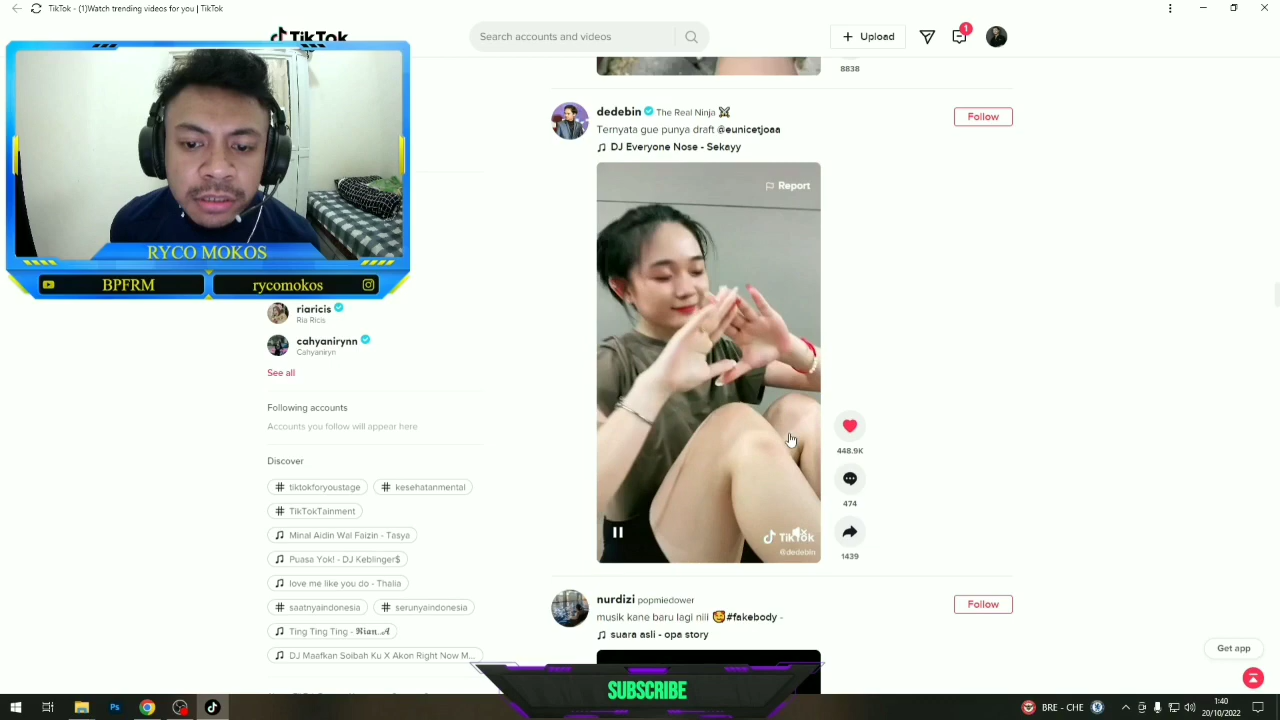 TikTok - (1)Watch trending videos for you | TikTok
TikTok
Search accounts and videos
Upload
1
8838
dedebin The Real Ninja
Ternyata gue punya draft @eunicetjoaa
DJ Everyone Nose - Sekayy
Follow
Report
RYCO MOKOS
BPFRM
rycomokos
riaricis
Ria Ricis
cahyanirynn
Cahyaniryn
See all
Following accounts
Accounts you follow will appear here
Discover
# tiktokforyoustage
# kesehatanmental
# TikTokTainment
Minal Aidin Wal Faizin - Tasya
Puasa Yok! - DJ Keblinger$
love me like you do - Thalia
# saatnyaindonesia
# serunyaindonesia
Ting Ting Ting - 𝕽𝖎𝖆𝖓..𝓐
DJ Maafkan Soibah Ku X Akon Right Now M...
448.9K
474
1439
TikTok
@dedebin
nurdizi popmiedower
musik kane baru lagi niii 🧐#fakebody -
suara asli - opa story
Follow
Get app
SUBSCRIBE
BRE - CHE
1:40
20/10/2022